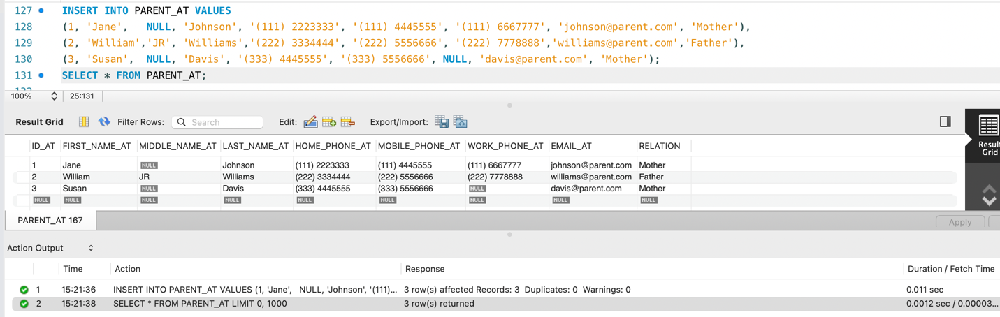 127 INSERT INTO PARENT_AT VALUES
128 (1, 'Jane',   NULL, 'Johnson', '(111) 2223333', '(111) 4445555', '(111) 6667777', 'johnson@parent.com', 'Mother'),
129 (2, 'William','JR', 'Williams','(222) 3334444', '(222) 5556666', '(222) 7778888','williams@parent.com','Father'),
130 (3, 'Susan',  NULL, 'Davis', '(333) 4445555', '(333) 5556666', NULL, 'davis@parent.com', 'Mother');
131 SELECT * FROM PARENT_AT;
100% 25:131
Result Grid Filter Rows: Search Edit: Export/Import:
Result Grid
ID_AT FIRST_NAME_AT MIDDLE_NAME_AT LAST_NAME_AT HOME_PHONE_AT MOBILE_PHONE_AT WORK_PHONE_AT EMAIL_AT RELATION
1 Jane NULL Johnson (111) 2223333 (111) 4445555 (111) 6667777 johnson@parent.com Mother
2 William JR Williams (222) 3334444 (222) 5556666 (222) 7778888 williams@parent.com Father
3 Susan NULL Davis (333) 4445555 (333) 5556666 NULL davis@parent.com Mother
NULL NULL NULL NULL NULL NULL NULL NULL NULL
PARENT_AT 167 Apply
Action Output
Time Action Response Duration / Fetch Time
1 15:21:36 INSERT INTO PARENT_AT VALUES (1, 'Jane',   NULL, 'Johnson', '(111)... 3 row(s) affected Records: 3  Duplicates: 0  Warnings: 0 0.011 sec
2 15:21:38 SELECT * FROM PARENT_AT LIMIT 0, 1000 3 row(s) returned 0.0012 sec / 0.00003...